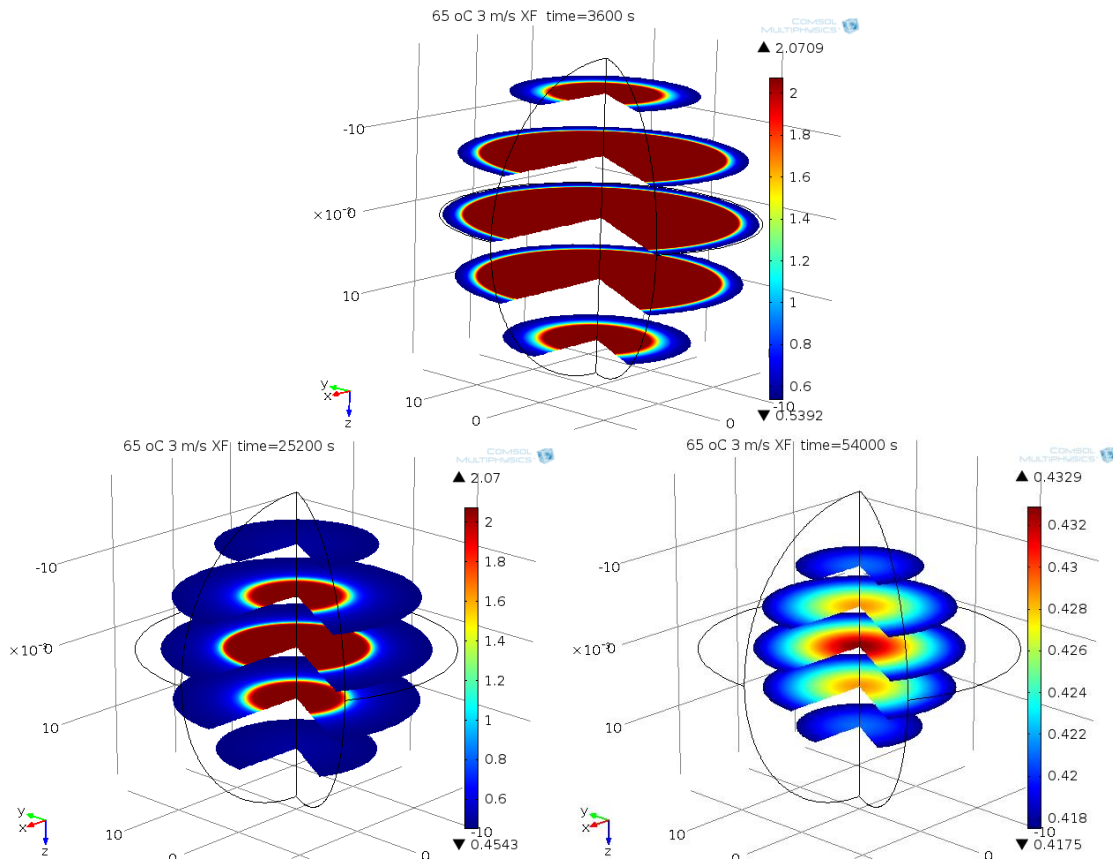 65 oC 3 m/s XF time=3600 s
COMSOL
MULTIPHYSICS
▲ 2.0709
2
1.8
1.6
1.4
1.2
1
0.8
0.6
▼ 0.5392
-10
10
10
0
-10
0
y
x
z
65 oC 3 m/s XF time=25200 s
COMSOL
MULTIPHYSICS
▲ 2.07
2
1.8
1.6
1.4
1.2
1
0.8
0.6
▼ 0.4543
-10
10
10
0
-10
0
y
x
z
65 oC 3 m/s XF time=54000 s
COMSOL
MULTIPHYSICS
▲ 0.4329
0.432
0.43
0.428
0.426
0.424
0.422
0.42
0.418
▼ 0.4175
-10
10
10
0
-10
0
y
x
z